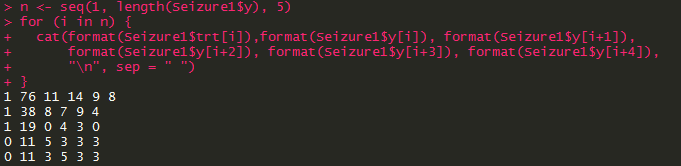 > n <- seq(1, length(Seizure1$y), 5)
> for (i in n) {
+   cat(format(Seizure1$trt[i]),format(Seizure1$y[i]), format(Seizure1$y[i+1]),
+       format(Seizure1$y[i+2]), format(Seizure1$y[i+3]), format(Seizure1$y[i+4]),
+       "\n", sep = " ")
+ }
1 76 11 14 9 8
1 38 8 7 9 4
1 19 0 4 3 0
0 11 5 3 3 3
0 11 3 5 3 3